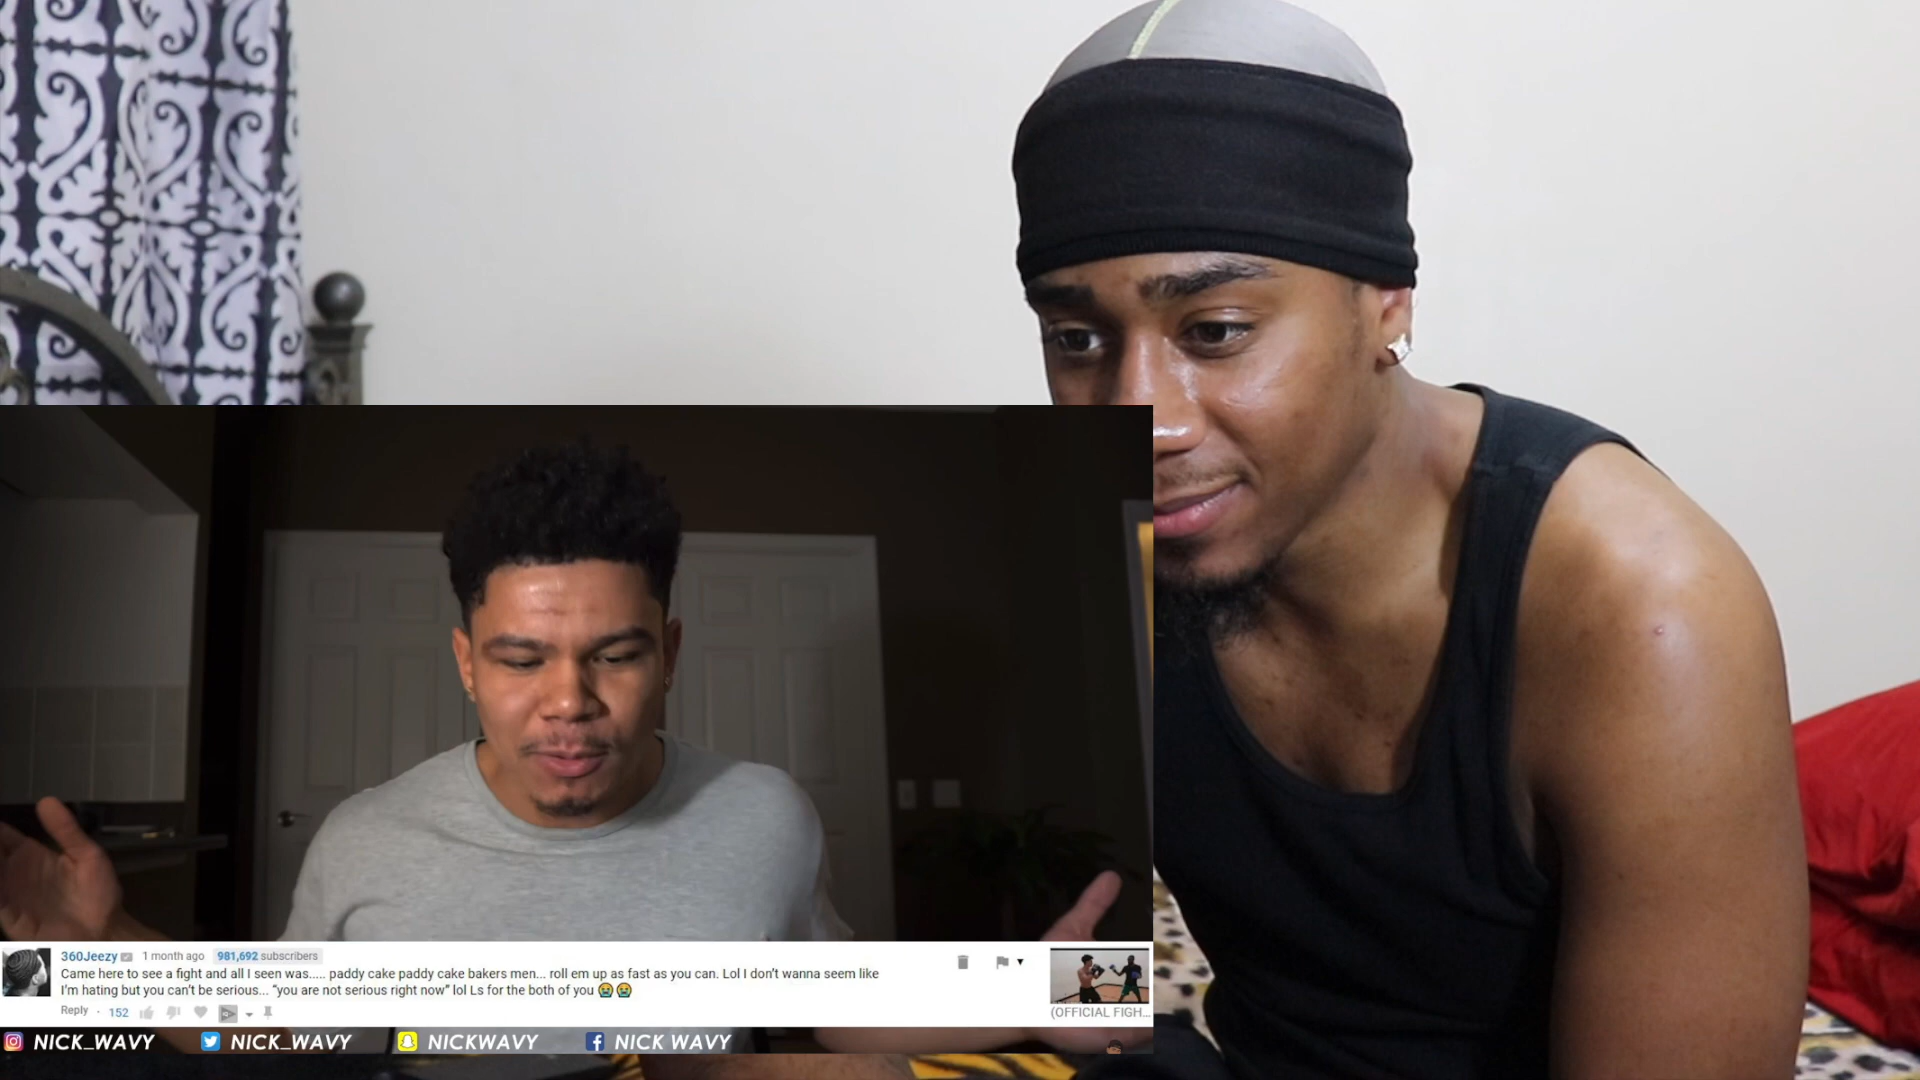 360Jeezy 1 month ago 981,692 subscribers
Came here to see a fight and all I seen was..... paddy cake paddy cake bakers men... roll em up as fast as you can. Lol I don't wanna seem like
I'm hating but you can't be serious... "you are not serious right now" lol Ls for the both of you 😭😭
Reply · 152
(OFFICIAL FIGH...
NICK_WAVY NICK_WAVY NICKWAVY NICK WAVY